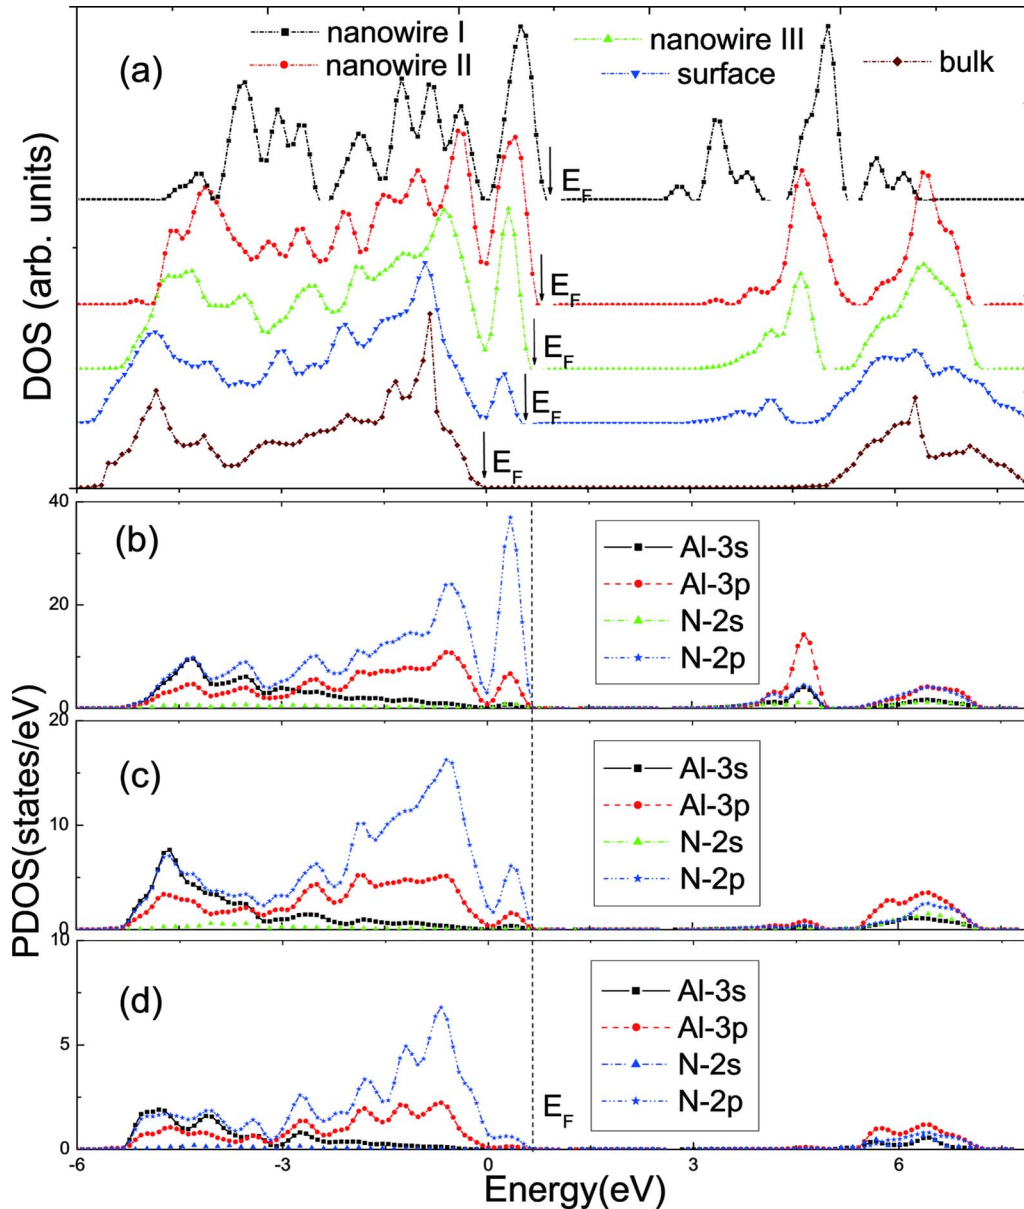 (a)
nanowire I
nanowire II
nanowire III
surface
bulk
DOS (arb. units)
E_F
E_F
E_F
E_F
E_F
(b)
40
20
0
Al-3s
Al-3p
N-2s
N-2p
PDOS(states/eV)
(c)
20
10
0
Al-3s
Al-3p
N-2s
N-2p
(d)
10
5
0
Al-3s
Al-3p
N-2s
N-2p
E_F
-6 -3 0 3 6
Energy(eV)